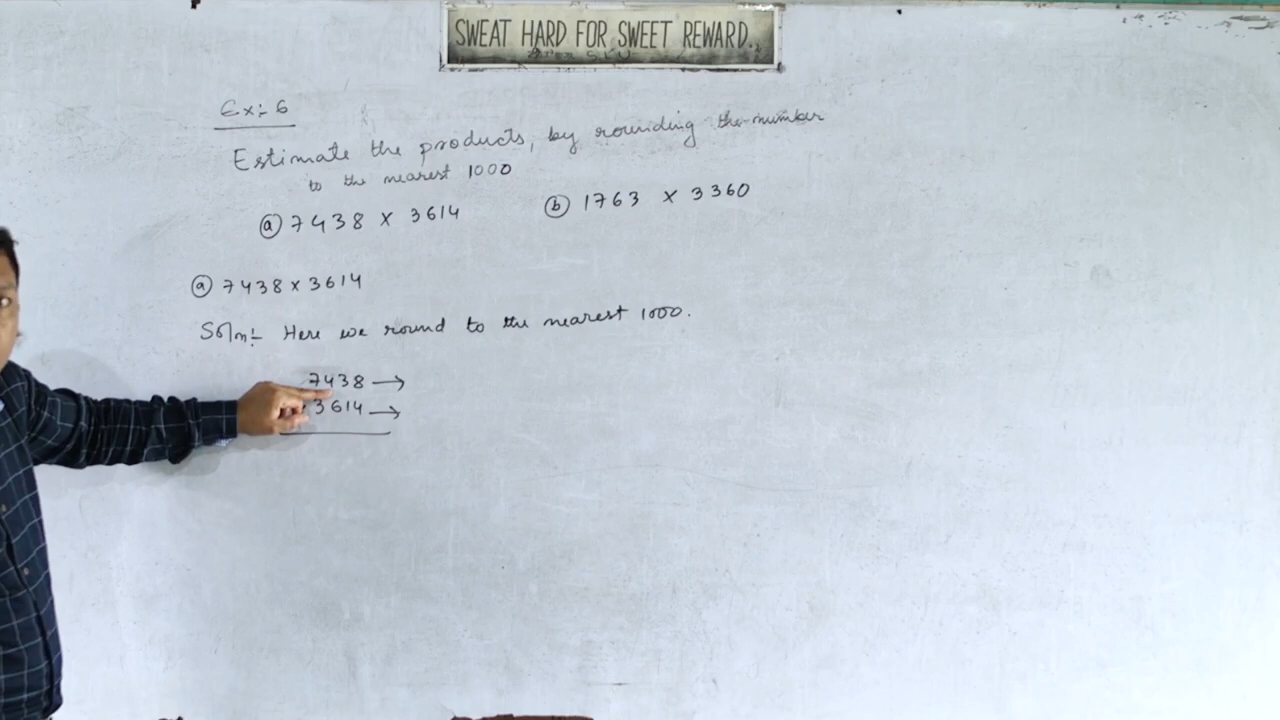 SWEAT HARD FOR SWEET REWARD.
Ex:- 6
Estimate the products, by rounding the number
to the nearest 1000
(a) 7438 × 3614 (b) 1763 × 3360
(a) 7438 × 3614
Soln:- Here we round to the nearest 1000.
7438 →
3614 →